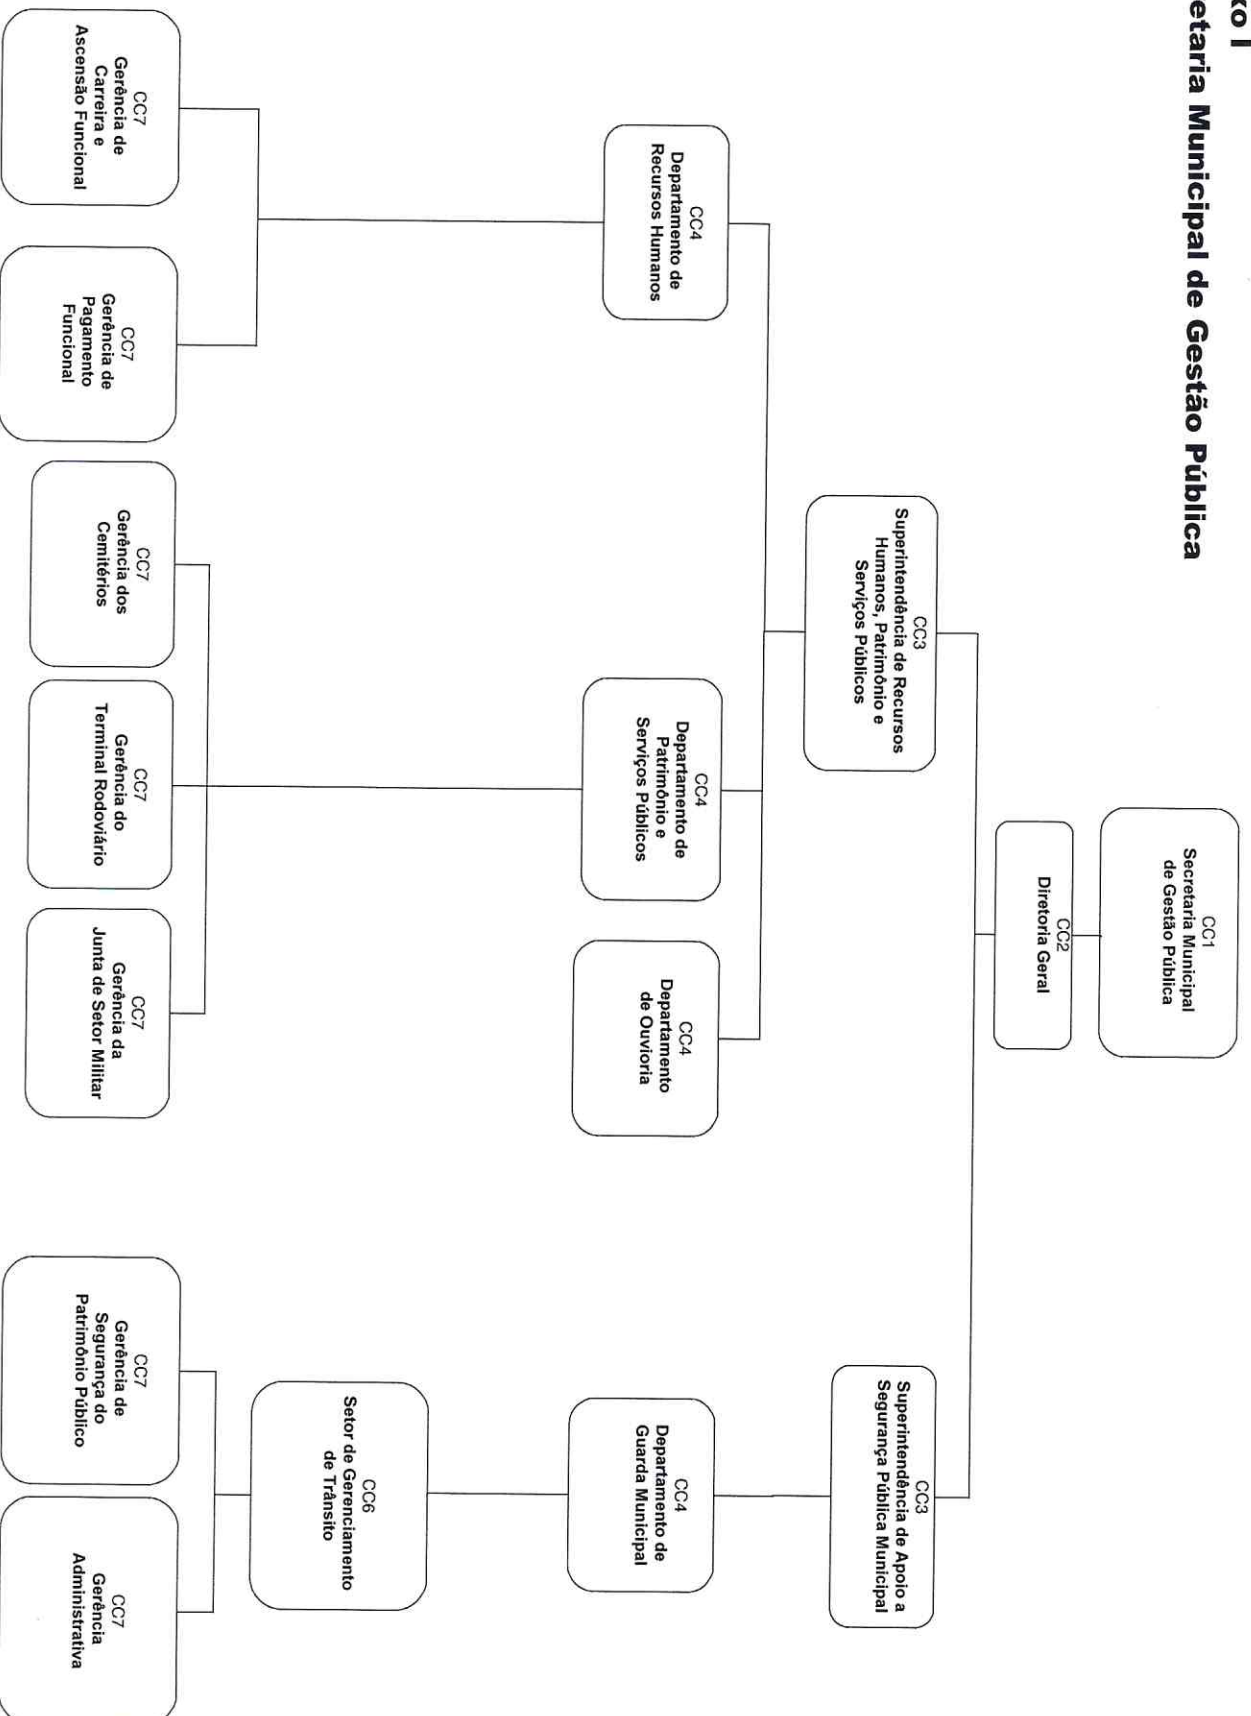 xo I
etaria Municipal de Gestão Pública
CC1
Secretaria Municipal
de Gestão Pública
CC2
Diretoria Geral
CC3
Superintendência de Recursos
Humanos, Patrimônio e
Serviços Públicos
CC3
Superintendência de Apoio a
Segurança Pública Municipal
CC4
Departamento de
Recursos Humanos
CC4
Departamento de
Patrimônio e
Serviços Públicos
CC4
Departamento
de Ouvioria
CC4
Departamento de
Guarda Municipal
CC6
Setor de Gerenciamento
de Trânsito
CC7
Gerência de
Carreira e
Ascensão Funcional
CC7
Gerência de
Pagamento
Funcional
CC7
Gerência dos
Cemitérios
CC7
Gerência do
Terminal Rodoviário
CC7
Gerência da
Junta de Setor Militar
CC7
Gerência de
Segurança do
Patrimônio Público
CC7
Gerência
Administrativa